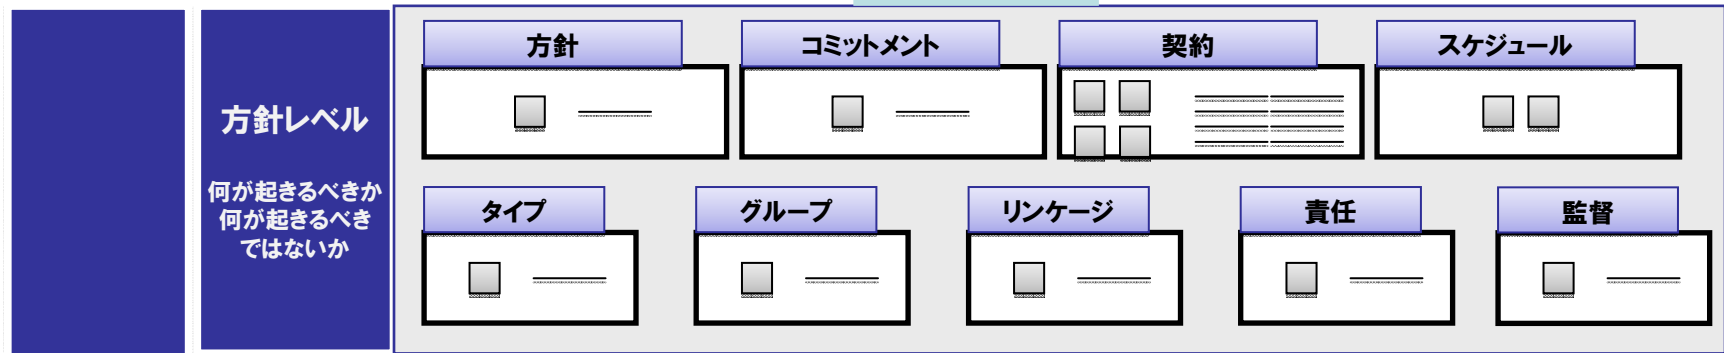 方針レベル
何が起きるべきか
何が起きるべき
ではないか
方針
コミットメント
契約
スケジュール
タイプ
グループ
リンケージ
責任
監督